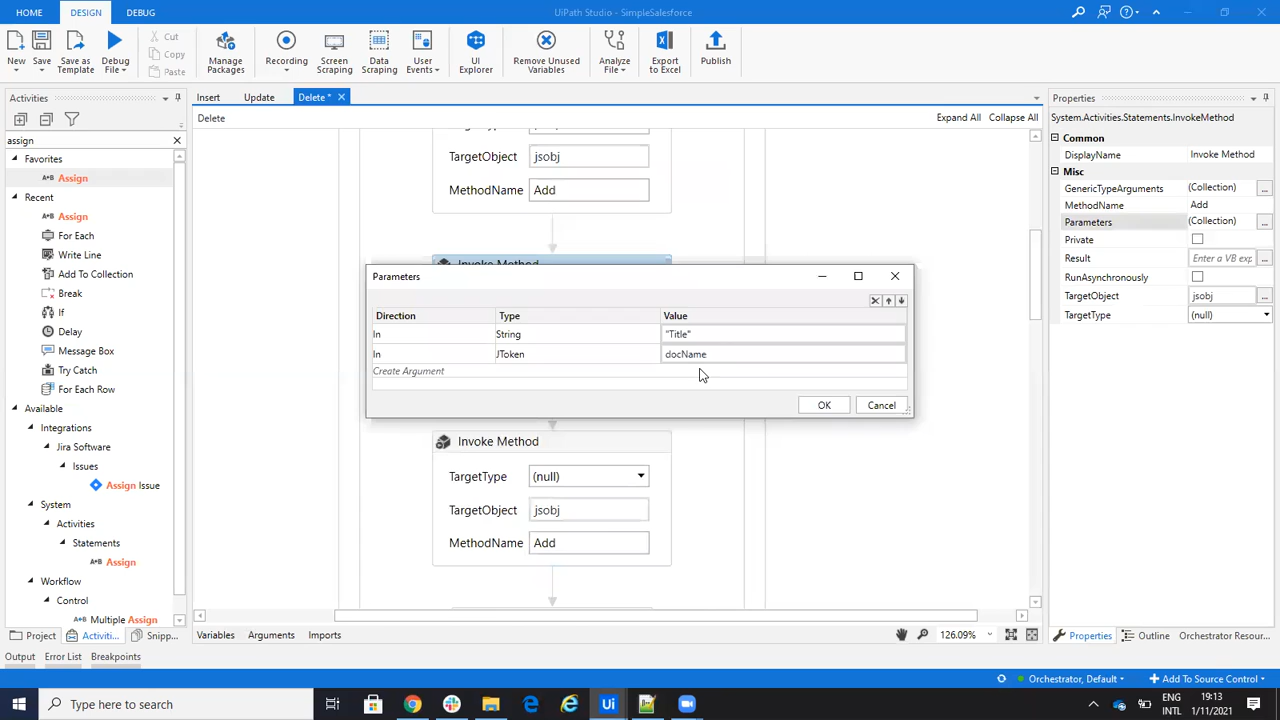 HOME
DESIGN
DEBUG
UiPath Studio - SimpleSalesforce
New
Save
Save as Template
Debug File
Cut
Copy
Paste
Manage Packages
Recording
Screen Scraping
Data Scraping
User Events
UI Explorer
Remove Unused Variables
Analyze File
Export to Excel
Publish
Activities
Insert
Update
Delete *
Properties
assign
Delete
Expand All
Collapse All
System.Activities.Statements.InvokeMethod
Favorites
Assign
Recent
Assign
For Each
Write Line
Add To Collection
Break
If
Delay
Message Box
Try Catch
For Each Row
Available
Integrations
Jira Software
Issues
Assign Issue
System
Activities
Statements
Assign
Workflow
Control
Multiple Assign
TargetObject
jsobj
MethodName
Add
Invoke Method
Parameters
Direction
Type
Value
In
String
"Title"
In
JToken
docName
Create Argument
OK
Cancel
Invoke Method
TargetType
(null)
TargetObject
jsobj
MethodName
Add
Common
DisplayName
Invoke Method
Misc
GenericTypeArguments
(Collection)
...
MethodName
Add
Parameters
(Collection)
...
Private
Result
Enter a VB exp
...
RunAsynchronously
TargetObject
jsobj
...
TargetType
(null)
Project
Activiti...
Snipp...
Variables
Arguments
Imports
126.09%
Properties
Outline
Orchestrator Resour...
Output
Error List
Breakpoints
Orchestrator, Default
Add To Source Control
Type here to search
ENG
INTL
19:13
1/11/2021